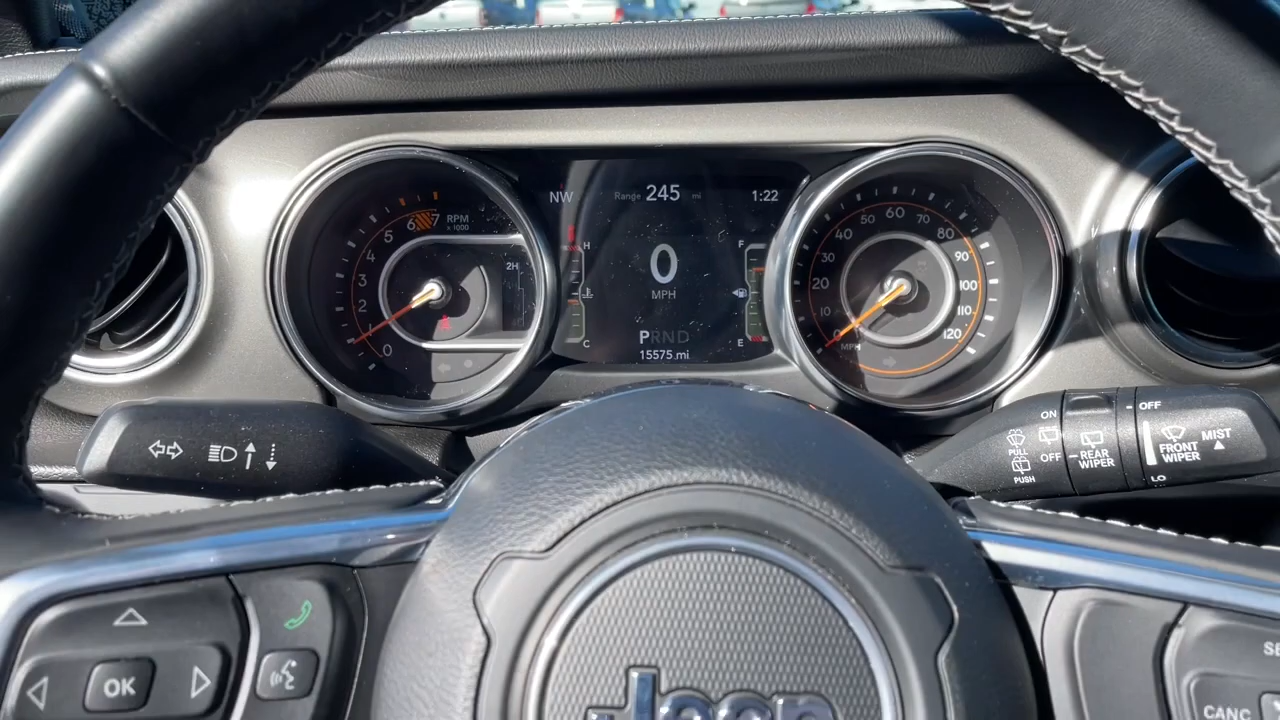 NW
Range 245 mi
1:22
0
MPH
PRND
15575 mi
H
C
F
E
7
6
5
4
3
2
1
0
RPM
x 1000
2H
0
10
20
30
40
50
60
70
80
90
100
110
120
MPH
ON
OFF
PULL
PUSH
REAR
WIPER
OFF
FRONT
WIPER
MIST
LO
OK
CANC
Jeep